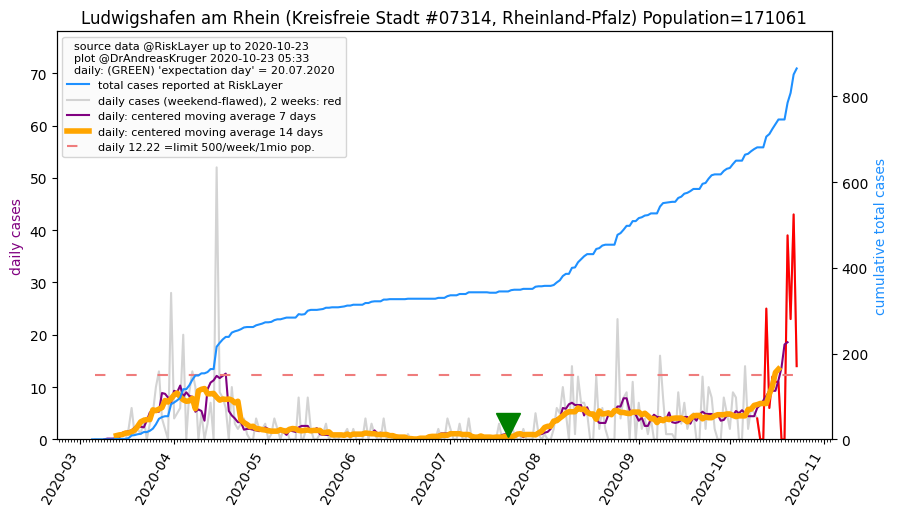 Ludwigshafen am Rhein (Kreisfreie Stadt #07314, Rheinland-Pfalz) Population=171061
source data @RiskLayer up to 2020-10-23
plot @DrAndreasKruger 2020-10-23 05:33
daily: (GREEN) 'expectation day' = 20.07.2020
total cases reported at RiskLayer
daily cases (weekend-flawed), 2 weeks: red
daily: centered moving average 7 days
daily: centered moving average 14 days
daily 12.22 =limit 500/week/1mio pop.
daily cases
70
60
50
40
30
20
10
0
cumulative total cases
800
600
400
200
0
2020-03
2020-04
2020-05
2020-06
2020-07
2020-08
2020-09
2020-10
2020-11